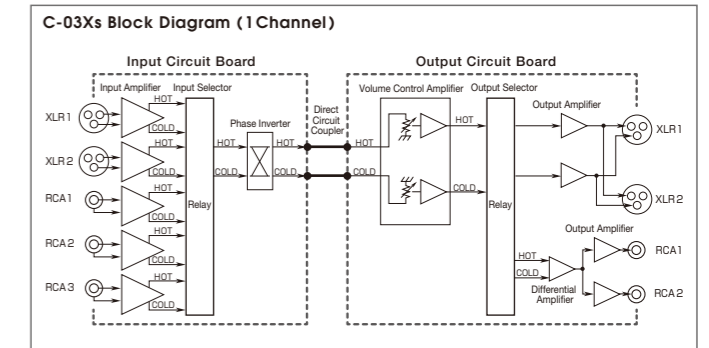 C-03Xs Block Diagram (1Channel)
Input Circuit Board
Output Circuit Board
Input Amplifier
Input Selector
Volume Control Amplifier
Output Selector
HOT
XLR1
COLD
HOT
XLR2
COLD
HOT
RCA1
COLD
HOT
RCA2
COLD
HOT
RCA3
COLD
Relay
Phase Inverter
HOT
HOT
COLD
COLD
Direct
Circuit
Coupler
HOT
COLD
HOT
COLD
Relay
Output Amplifier
XLR1
XLR2
Output Amplifier
HOT
COLD
Differential
Amplifier
RCA1
RCA2